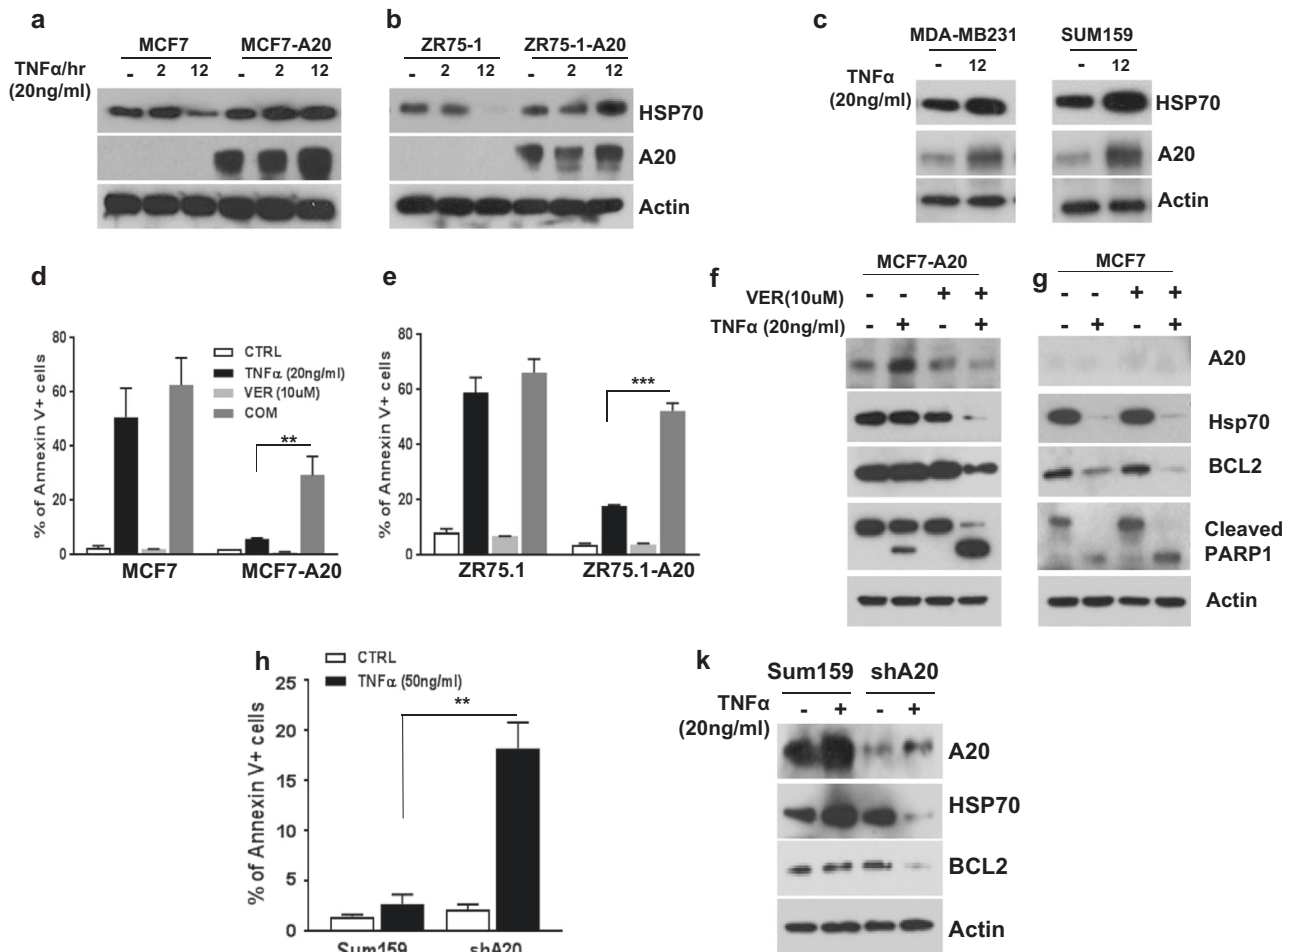 a
MCF7 MCF7-A20
TNFα/hr - 2 12 - 2 12
(20ng/ml)
b
ZR75-1 ZR75-1-A20
- 2 12 - 2 12
HSP70
A20
Actin
c
MDA-MB231 SUM159
TNFα - 12 - 12
(20ng/ml)
HSP70
A20
Actin
d
% of Annexin V+ cells
80
60
40
20
0
CTRL
TNFα (20ng/ml)
VER (10uM)
COM
**
MCF7 MCF7-A20
e
% of Annexin V+ cells
80
60
40
20
0
***
ZR75.1 ZR75.1-A20
f
MCF7-A20
VER(10uM) - - + +
TNFα (20ng/ml) - + - +
g
MCF7
- - + +
- + - +
A20
Hsp70
BCL2
Cleaved
PARP1
Actin
h
CTRL
TNFα (50ng/ml)
% of Annexin V+ cells
25
20
15
10
5
0
**
Sum159 shA20
k
Sum159 shA20
TNFα - + - +
(20ng/ml)
A20
HSP70
BCL2
Actin